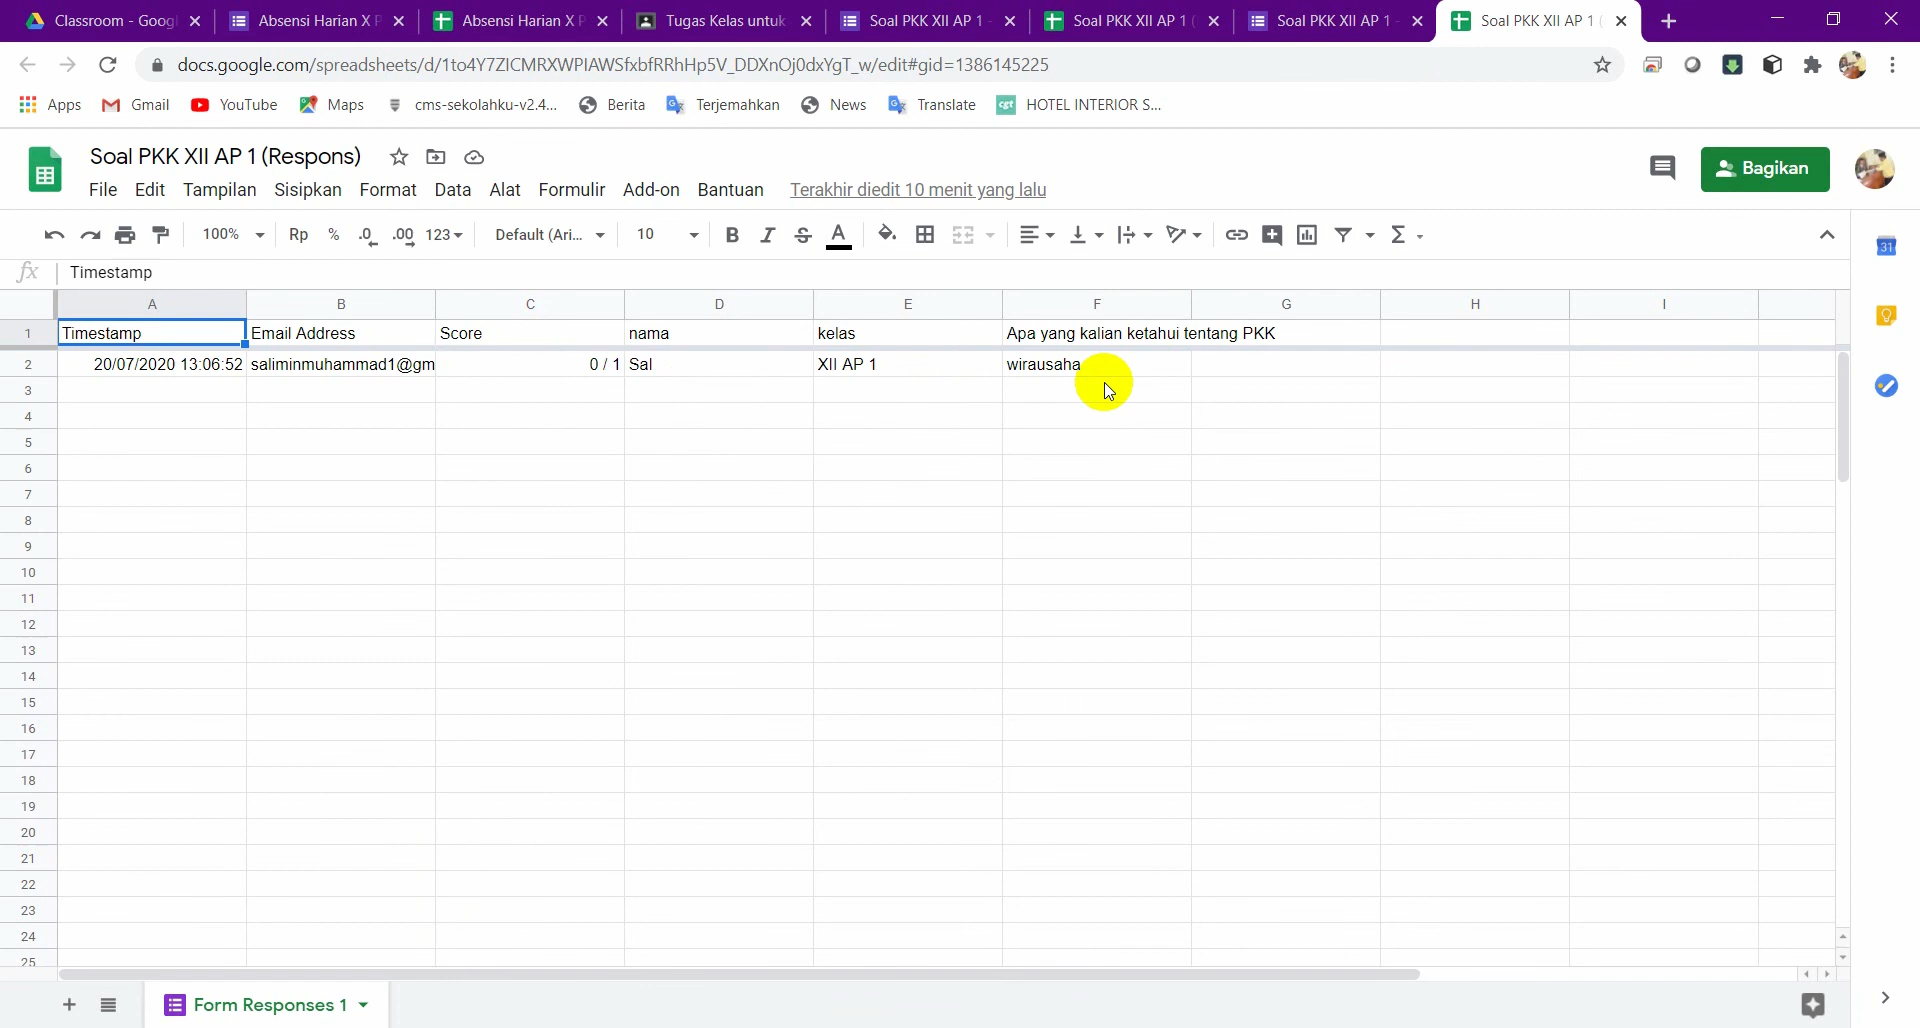 Classroom - Goog
Absensi Harian X P
Absensi Harian X P
Tugas Kelas untuk
Soal PKK XII AP 1 -
Soal PKK XII AP 1 (
Soal PKK XII AP 1 -
Soal PKK XII AP 1 (
docs.google.com/spreadsheets/d/1to4Y7ZICMRXWPIAWSfxbfRRhHp5V_DDXnOj0dxYgT_w/edit#gid=1386145225
Apps Gmail YouTube Maps cms-sekolahku-v2.4... Berita Terjemahkan News Translate cgt HOTEL INTERIOR S...
Soal PKK XII AP 1 (Respons)
File Edit Tampilan Sisipkan Format Data Alat Formulir Add-on Bantuan Terakhir diedit 10 menit yang lalu
Bagikan
100% Rp % .0 .00 123 Default (Ari... 10 B I S A Σ
31
fx Timestamp
A B C D E F G H I
1 Timestamp Email Address Score nama kelas Apa yang kalian ketahui tentang PKK
2 20/07/2020 13:06:52 saliminmuhammad1@gm 0 / 1 Sal XII AP 1 wirausaha
3
4
5
6
7
8
9
10
11
12
13
14
15
16
17
18
19
20
21
22
23
24
25
Form Responses 1